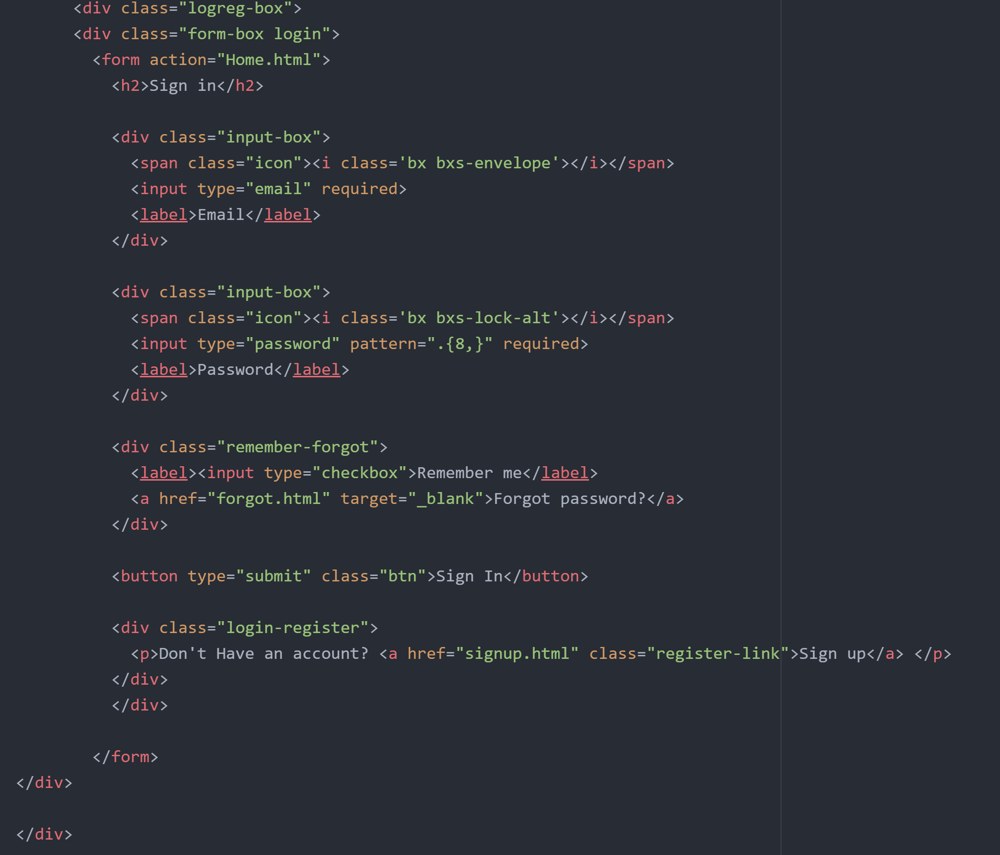 <div class="logreg-box">
<div class="form-box login">
<form action="Home.html">
<h2>Sign in</h2>
<div class="input-box">
<span class="icon"><i class='bx bxs-envelope'></i></span>
<input type="email" required>
<label>Email</label>
</div>
<div class="input-box">
<span class="icon"><i class='bx bxs-lock-alt'></i></span>
<input type="password" pattern=".{8,}" required>
<label>Password</label>
</div>
<div class="remember-forgot">
<label><input type="checkbox">Remember me</label>
<a href="forgot.html" target="_blank">Forgot password?</a>
</div>
<button type="submit" class="btn">Sign In</button>
<div class="login-register">
<p>Don't Have an account? <a href="signup.html" class="register-link">Sign up</a> </p>
</div>
</div>
</form>
</div>
</div>